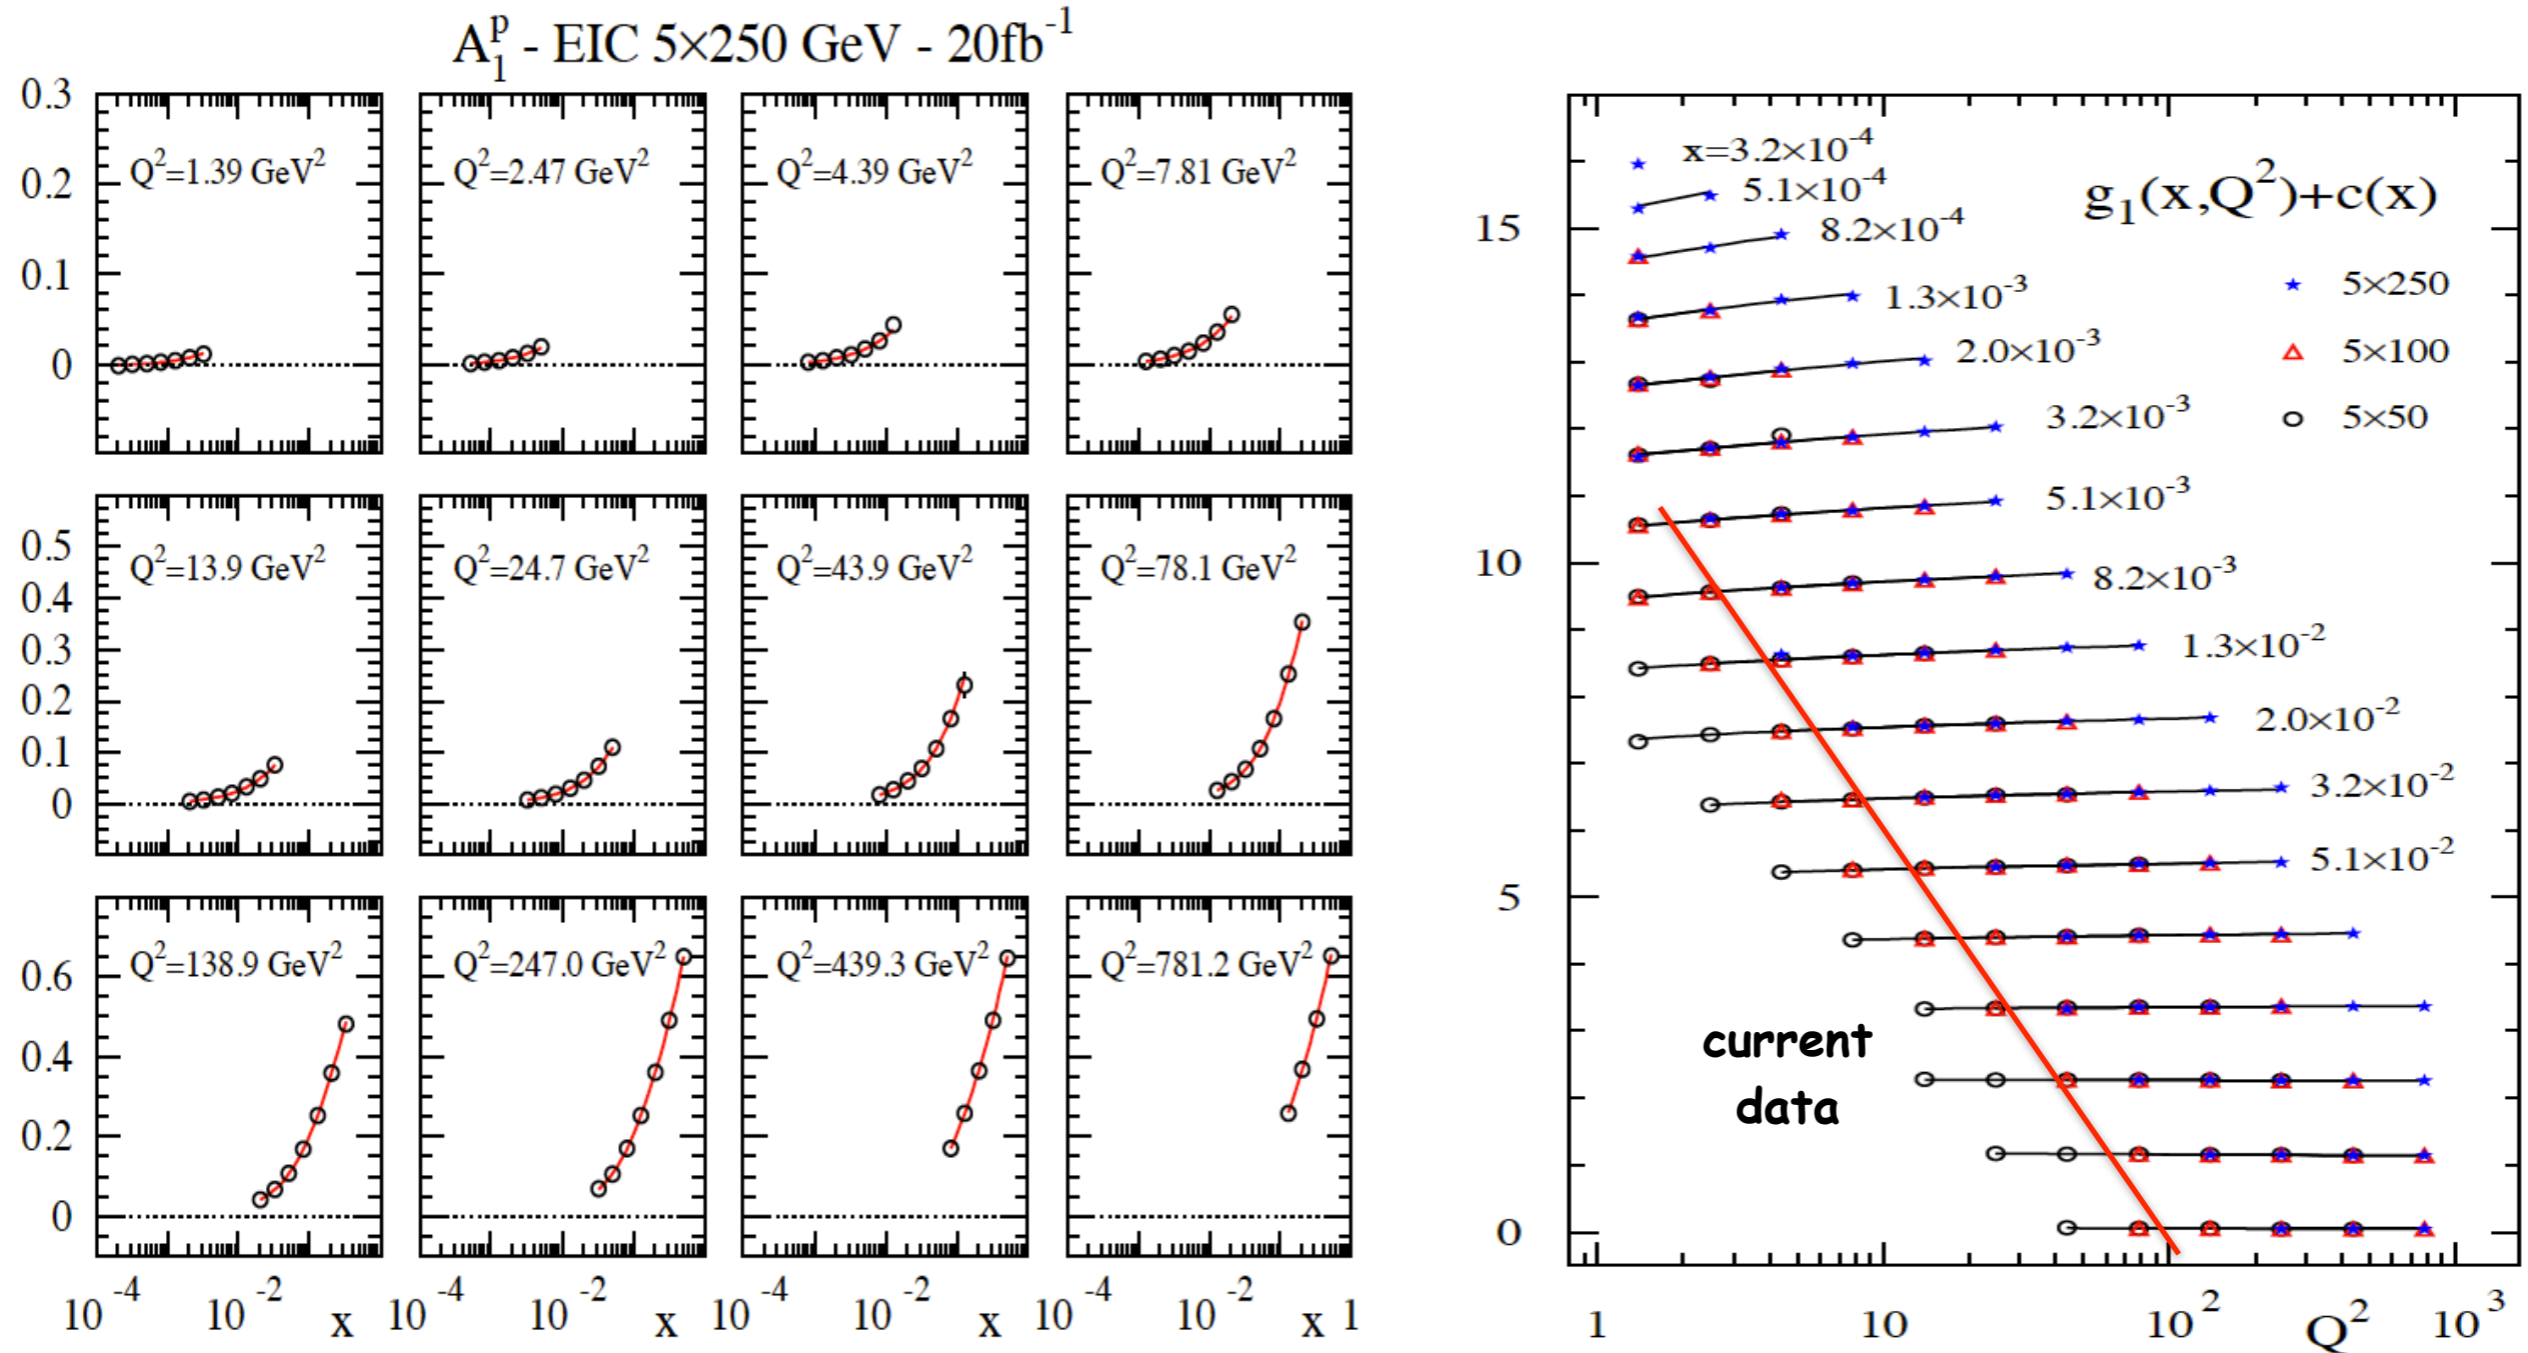 A₁ᵖ - EIC 5×250 GeV - 20fb⁻¹
0.3
0.2
0.1
0
Q²=1.39 GeV²
Q²=2.47 GeV²
Q²=4.39 GeV²
Q²=7.81 GeV²
0.5
0.4
0.3
0.2
0.1
0
Q²=13.9 GeV²
Q²=24.7 GeV²
Q²=43.9 GeV²
Q²=78.1 GeV²
0.6
0.4
0.2
0
Q²=138.9 GeV²
Q²=247.0 GeV²
Q²=439.3 GeV²
Q²=781.2 GeV²
10⁻⁴ 10⁻² x 10⁻⁴ 10⁻² x 10⁻⁴ 10⁻² x 10⁻⁴ 10⁻² x 1
15
10
5
0
x=3.2×10⁻⁴
5.1×10⁻⁴
8.2×10⁻⁴
1.3×10⁻³
2.0×10⁻³
3.2×10⁻³
5.1×10⁻³
8.2×10⁻³
1.3×10⁻²
2.0×10⁻²
3.2×10⁻²
5.1×10⁻²
g₁(x,Q²)+c(x)
5×250
5×100
5×50
current
data
1 10 10² Q² 10³